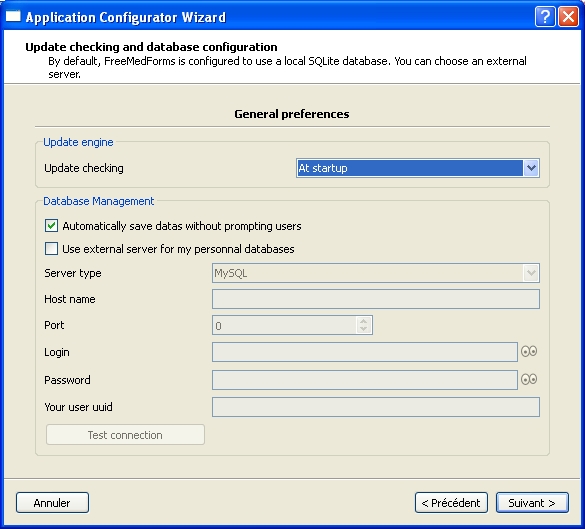 Application Configurator Wizard
Update checking and database configuration
By default, FreeMedForms is configured to use a local SQLite database. You can choose an external
server.
General preferences
Update engine
Update checking
At startup
Database Management
Automatically save datas without prompting users
Use external server for my personnal databases
Server type
MySQL
Host name
Port
0
Login
Password
Your user uuid
Test connection
Annuler
< Précédent
Suivant >